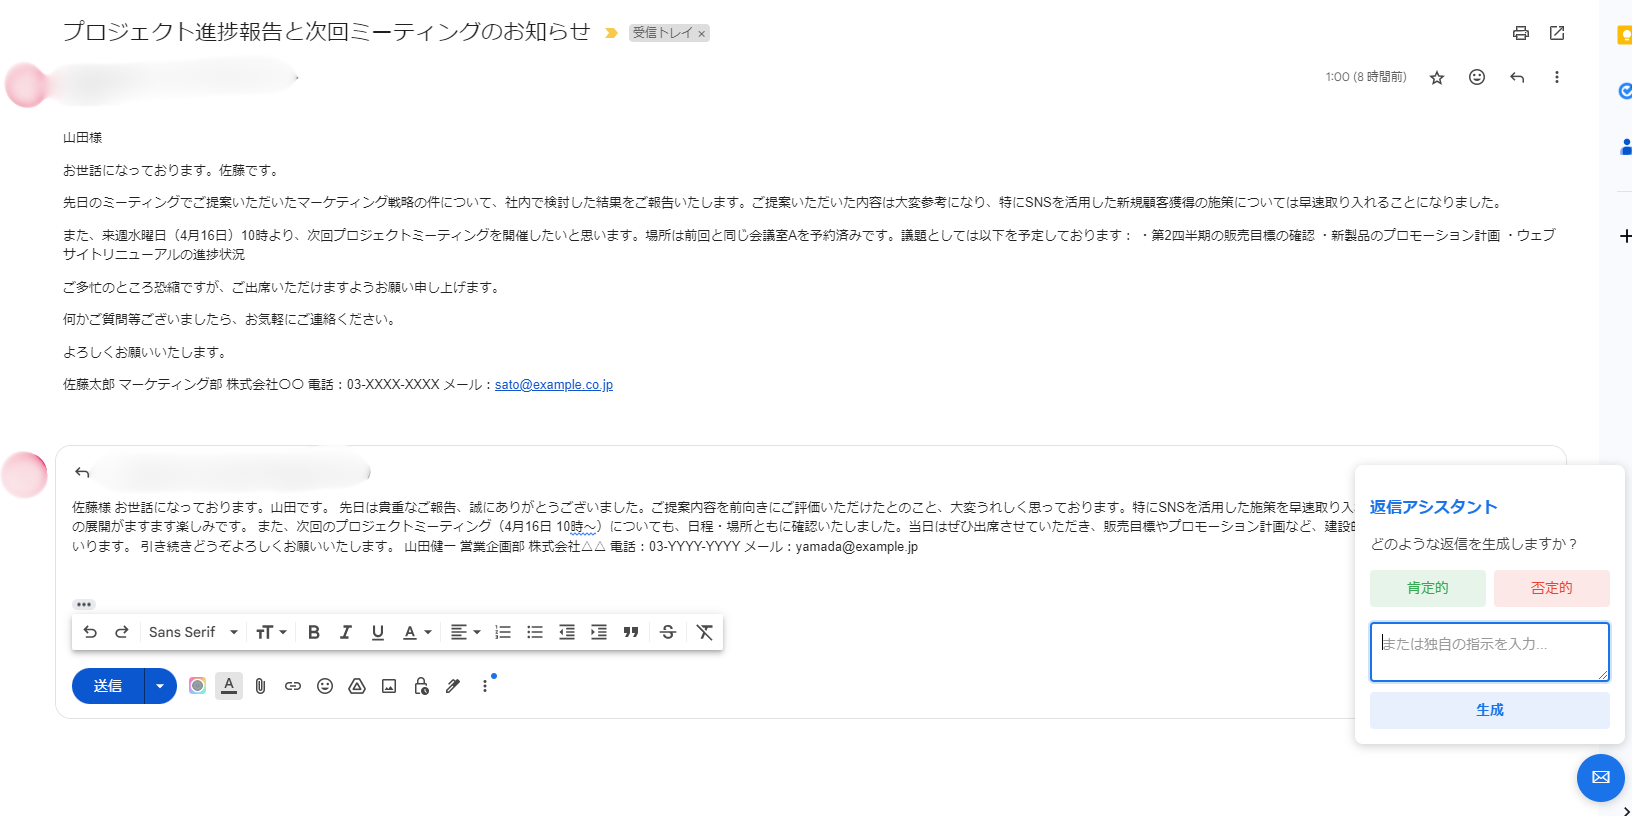 プロジェクト進捗報告と次回ミーティングのお知らせ
受信トレイ ×
1:00 (8 時間前)
山田様
お世話になっております。佐藤です。
先日のミーティングでご提案いただいたマーケティング戦略の件について、社内で検討した結果をご報告いたします。ご提案いただいた内容は大変参考になり、特にSNSを活用した新規顧客獲得の施策については早速取り入れることになりました。
また、来週水曜日（4月16日）10時より、次回プロジェクトミーティングを開催したいと思います。場所は前回と同じ会議室Aを予約済みです。議題としては以下を予定しております： ・第2四半期の販売目標の確認 ・新製品のプロモーション計画 ・ウェブ
サイトリニューアルの進捗状況
ご多忙のところ恐縮ですが、ご出席いただけますようお願い申し上げます。
何かご質問等ございましたら、お気軽にご連絡ください。
よろしくお願いいたします。
佐藤太郎 マーケティング部 株式会社〇〇 電話：03-XXXX-XXXX メール：sato@example.co.jp
佐藤様 お世話になっております。山田です。 先日は貴重なご報告、誠にありがとうございました。ご提案内容を前向きにご評価いただけたとのこと、大変うれしく思っております。特にSNSを活用した施策を早速取り入
の展開がますます楽しみです。 また、次回のプロジェクトミーティング（4月16日 10時～）についても、日程・場所ともに確認いたしました。当日はぜひ出席させていただき、販売目標やプロモーション計画など、建設
いります。 引き続きどうぞよろしくお願いいたします。 山田健一 営業企画部 株式会社△△ 電話：03-YYYY-YYYY メール：yamada@example.jp
Sans Serif
送信
返信アシスタント
どのような返信を生成しますか？
肯定的
否定的
または独自の指示を入力...
生成